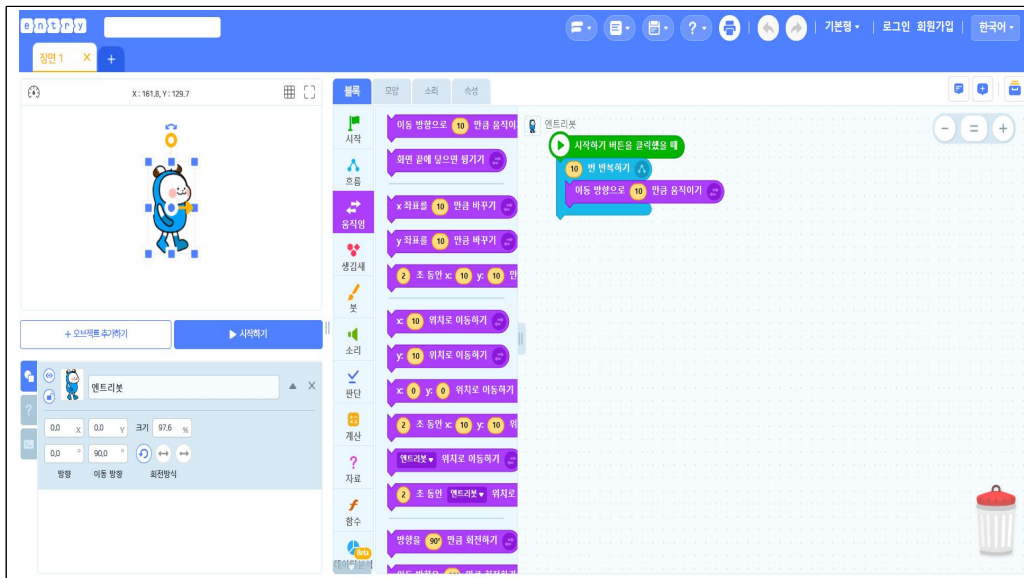 entry
기본형
로그인 회원가입
한국어
장면 1 X +
X : 161.8, Y : 129.7
블록 모양 소리 속성
시작
흐름
움직임
생김새
붓
소리
판단
계산
자료
함수
Beta
이동 방향으로 10 만큼 움직이
화면 끝에 닿으면 튕기기
x 좌표를 10 만큼 바꾸기
y 좌표를 10 만큼 바꾸기
2 초 동안 x: 10 y: 10 만
x: 10 위치로 이동하기
y: 10 위치로 이동하기
x: 0 y: 0 위치로 이동하기
2 초 동안 x: 10 y: 10 위
엔트리봇 위치로 이동하기
2 초 동안 엔트리봇 위치로
방향을 90° 만큼 회전하기
엔트리봇
시작하기 버튼을 클릭했을 때
10 번 반복하기
이동 방향으로 10 만큼 움직이기
- = +
+ 오브젝트 추가하기
시작하기
엔트리봇
0.0 X 0.0 Y 크기 97.6 %
0.0 ° 90.0 °
방향 이동 방향 회전방식